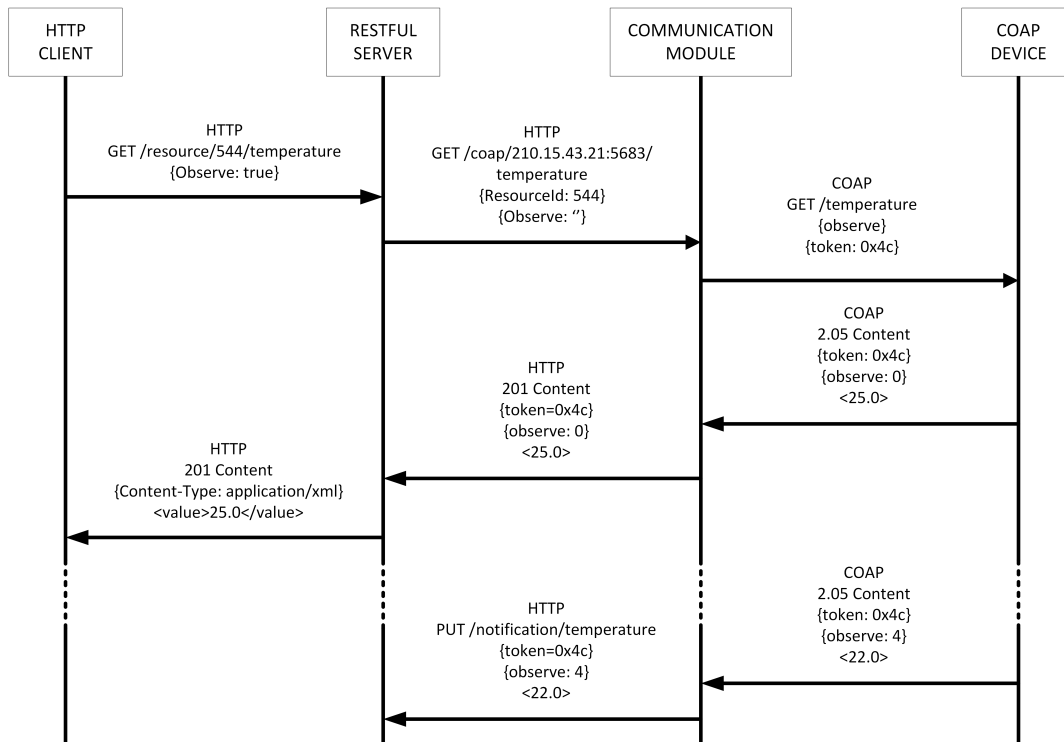 HTTP
CLIENT
RESTFUL
SERVER
COMMUNICATION
MODULE
COAP
DEVICE
HTTP
GET /resource/544/temperature
{Observe: true}
HTTP
GET /coap/210.15.43.21:5683/
temperature
{ResourceId: 544}
{Observe: ‘’}
COAP
GET /temperature
{observe}
{token: 0x4c}
COAP
2.05 Content
{token: 0x4c}
{observe: 0}
<25.0>
HTTP
201 Content
{token=0x4c}
{observe: 0}
<25.0>
HTTP
201 Content
{Content-Type: application/xml}
<value>25.0</value>
COAP
2.05 Content
{token: 0x4c}
{observe: 4}
<22.0>
HTTP
PUT /notification/temperature
{token=0x4c}
{observe: 4}
<22.0>